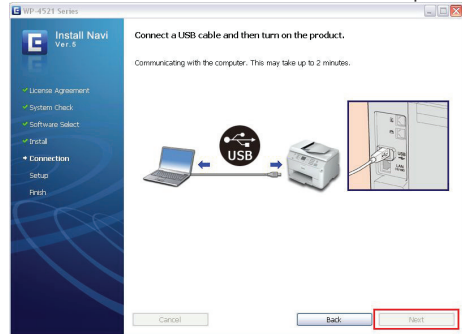 WP-4521 Series
Install Navi
Ver.5
Connect a USB cable and then turn on the product.
Communicating with the computer. This may take up to 2 minutes.
License Agreement
System Check
Software Select
Install
Connection
Setup
Finish
USB
USB
Cancel
Back
Next